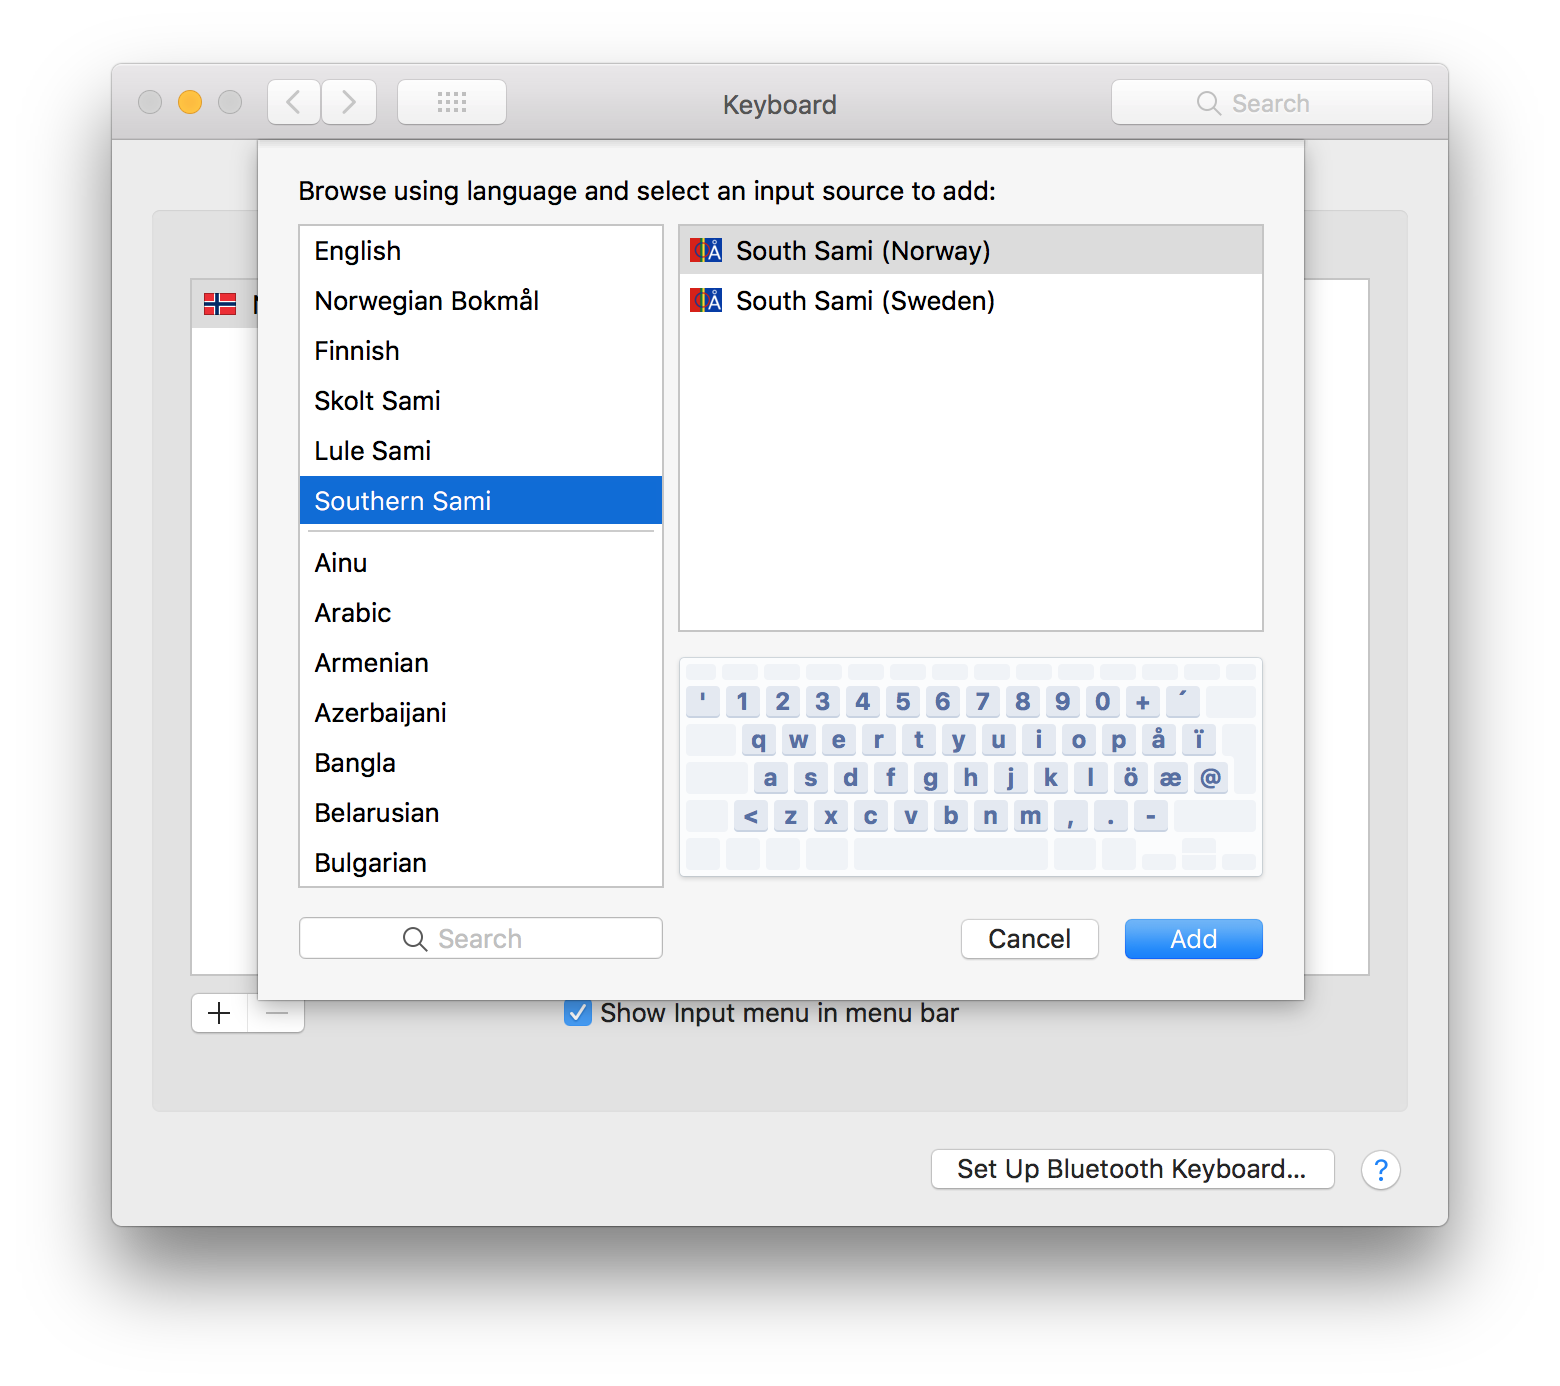 Keyboard
Search
Browse using language and select an input source to add:
English
Norwegian Bokmål
Finnish
Skolt Sami
Lule Sami
Southern Sami
Ainu
Arabic
Armenian
Azerbaijani
Bangla
Belarusian
Bulgarian
South Sami (Norway)
South Sami (Sweden)
' 1 2 3 4 5 6 7 8 9 0 + ´
q w e r t y u i o p å ï
a s d f g h j k l ö æ @
< z x c v b n m , . -
Search
Cancel
Add
Show Input menu in menu bar
Set Up Bluetooth Keyboard...
?